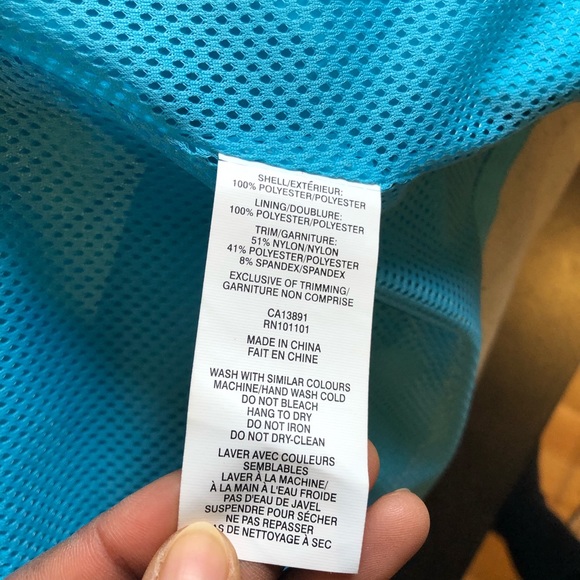 SHELL/EXTÉRIEUR:
100% POLYESTER/POLYESTER
LINING/DOUBLURE:
100% POLYESTER/POLYESTER
TRIM/GARNITURE:
51% NYLON/NYLON
41% POLYESTER/POLYESTER
8% SPANDEX/SPANDEX
EXCLUSIVE OF TRIMMING/
GARNITURE NON COMPRISE
CA13891
RN101101
MADE IN CHINA
FAIT EN CHINE
WASH WITH SIMILAR COLOURS
MACHINE/HAND WASH COLD
DO NOT BLEACH
HANG TO DRY
DO NOT IRON
DO NOT DRY-CLEAN
LAVER AVEC COULEURS
SEMBLABLES
LAVER À LA MACHINE/
À LA MAIN À L'EAU FROIDE
PAS D'EAU DE JAVEL
SUSPENDRE POUR SÉCHER
NE PAS REPASSER
PAS DE NETTOYAGE À SEC